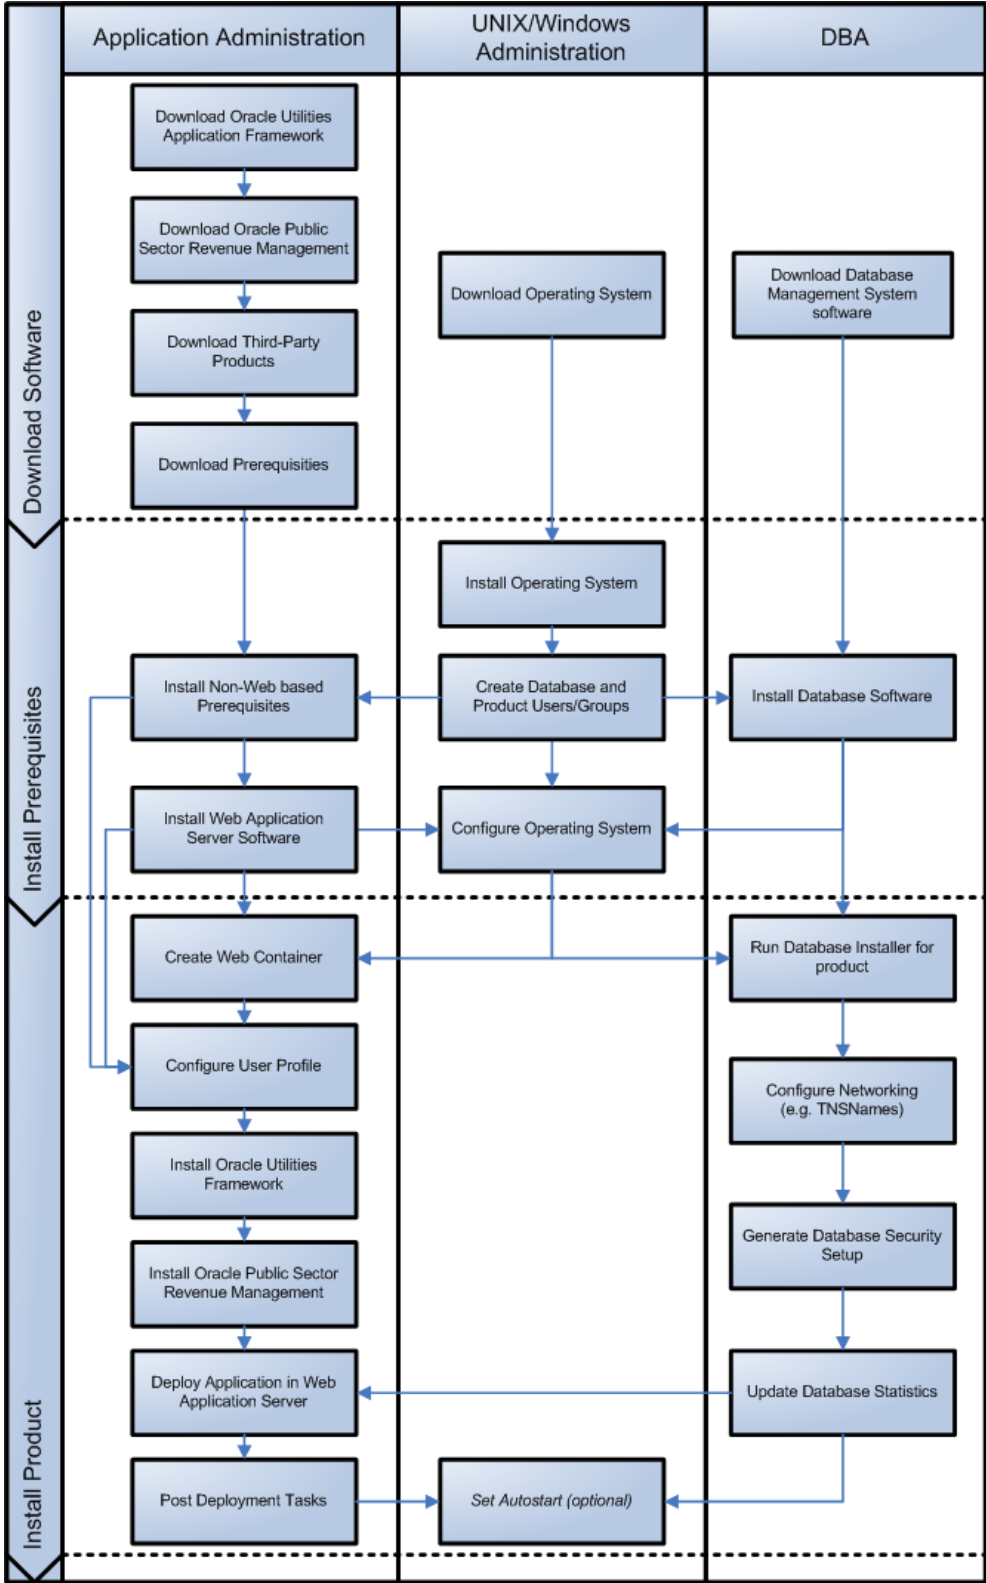 Application Administration
UNIX/Windows
Administration
DBA
Download Software
Download Oracle Utilities
Application Framework
Download Oracle Public
Sector Revenue Management
Download Operating System
Download Database
Management System
software
Download Third-Party
Products
Download Prerequisities
Install Prerequisites
Install Operating System
Install Non-Web based
Prerequisites
Create Database and
Product Users/Groups
Install Database Software
Install Web Application
Server Software
Configure Operating System
Install Product
Create Web Container
Run Database Installer for
product
Configure User Profile
Configure Networking
(e.g. TNSNames)
Install Oracle Utilities
Framework
Generate Database Security
Setup
Install Oracle Public Sector
Revenue Management
Deploy Application in Web
Application Server
Update Database Statistics
Post Deployment Tasks
Set Autostart (optional)